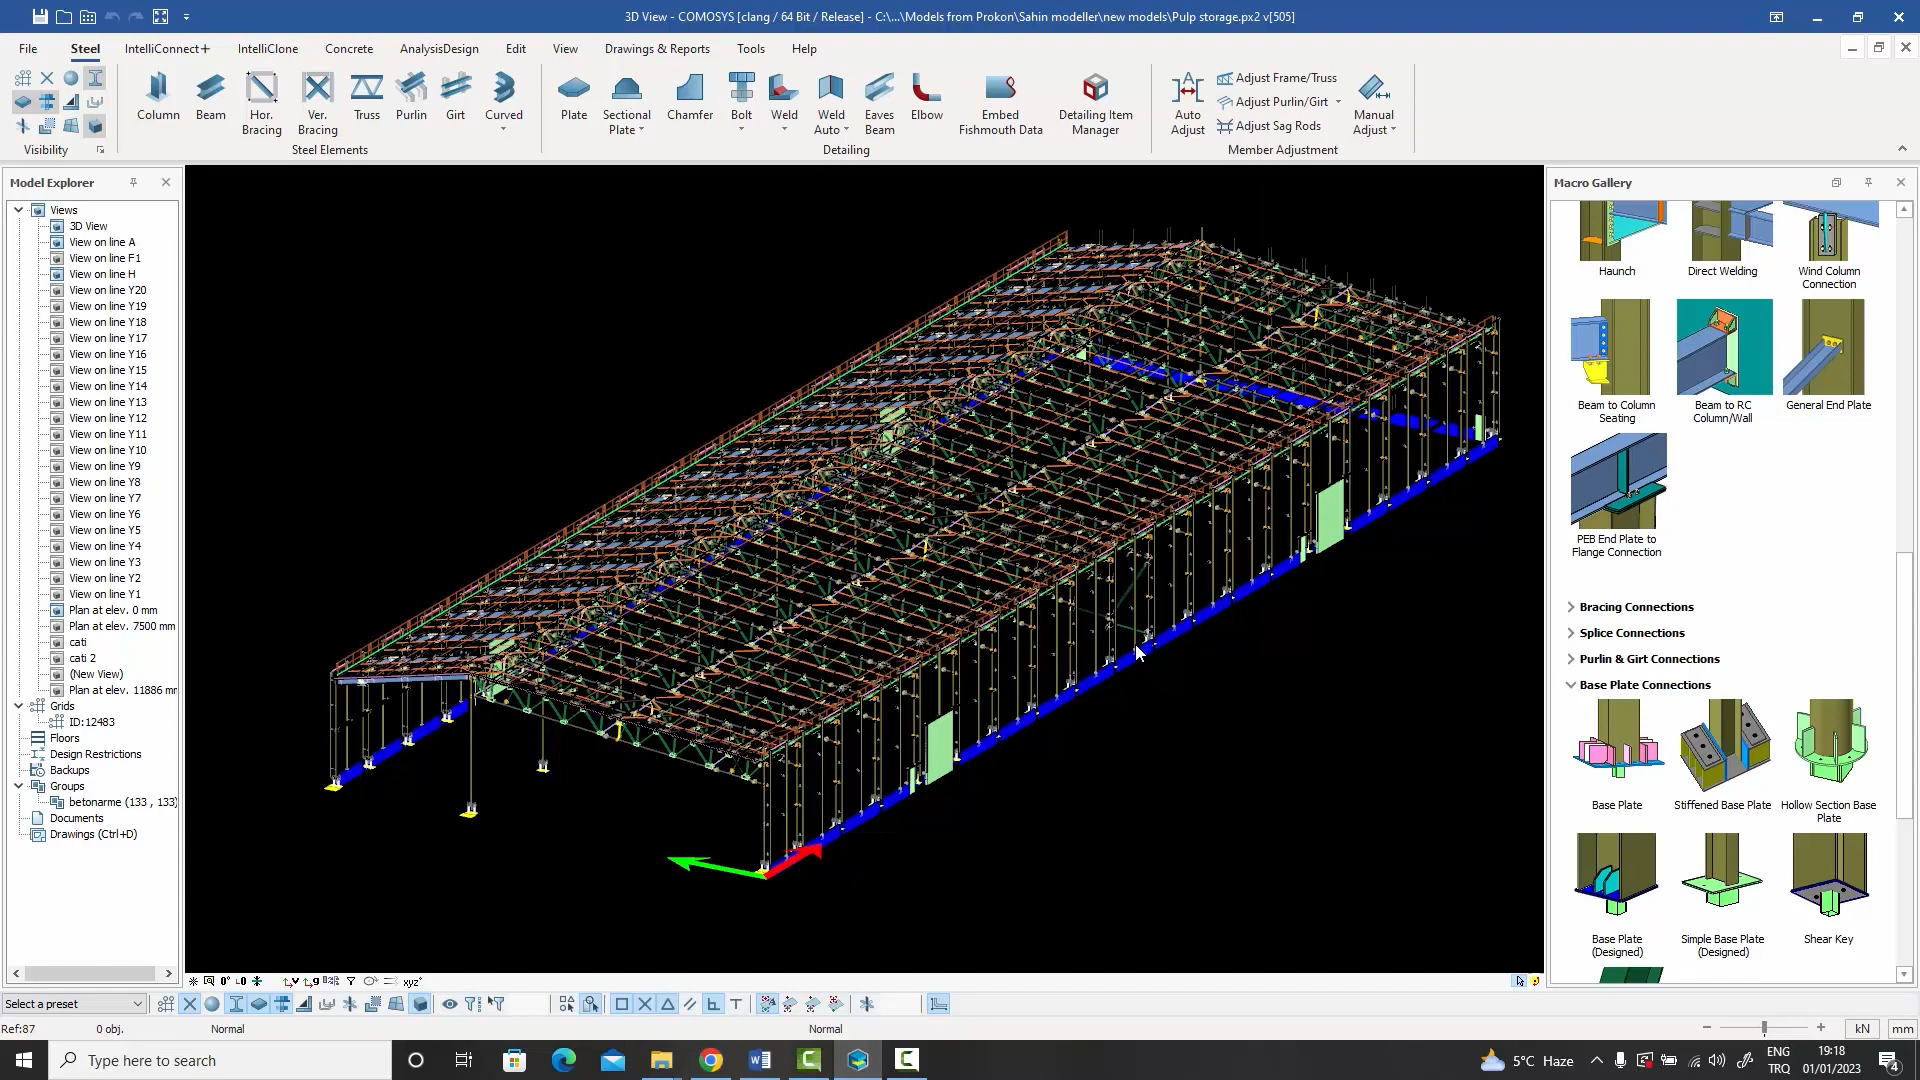 3D View - COMOSYS [clang / 64 Bit / Release] - C:\...\Models from Prokon\Sahin modeller\new models\Pulp storage.px2 v[505]
File
Steel
IntelliConnect+
IntelliClone
Concrete
AnalysisDesign
Edit
View
Drawings & Reports
Tools
Help
Column
Beam
Hor. Bracing
Ver. Bracing
Truss
Purlin
Girt
Curved
Plate
Sectional Plate
Chamfer
Bolt
Weld
Weld Auto
Eaves Beam
Elbow
Embed Fishmouth Data
Detailing Item Manager
Auto Adjust
Adjust Frame/Truss
Adjust Purlin/Girt
Adjust Sag Rods
Manual Adjust
Visibility
Steel Elements
Detailing
Member Adjustment
Model Explorer
Views
3D View
View on line A
View on line F1
View on line H
View on line Y20
View on line Y19
View on line Y18
View on line Y17
View on line Y16
View on line Y15
View on line Y14
View on line Y13
View on line Y12
View on line Y11
View on line Y10
View on line Y9
View on line Y8
View on line Y7
View on line Y6
View on line Y5
View on line Y4
View on line Y3
View on line Y2
View on line Y1
Plan at elev. 0 mm
Plan at elev. 7500 mm
cati
cati 2
(New View)
Plan at elev. 11886 mm
Grids
ID:12483
Floors
Design Restrictions
Backups
Groups
betonarme (133 , 133)
Documents
Drawings (Ctrl+D)
Macro Gallery
Haunch
Direct Welding
Wind Column Connection
Beam to Column Seating
Beam to RC Column/Wall
General End Plate
PEB End Plate to Flange Connection
Bracing Connections
Splice Connections
Purlin & Girt Connections
Base Plate Connections
Base Plate
Stiffened Base Plate
Hollow Section Base Plate
Base Plate (Designed)
Simple Base Plate (Designed)
Shear Key
xyz
Select a preset
Ref:87
0 obj.
Normal
Normal
kN
mm
Type here to search
5°C Haze
ENG
TRQ
19:18
01/01/2023
4